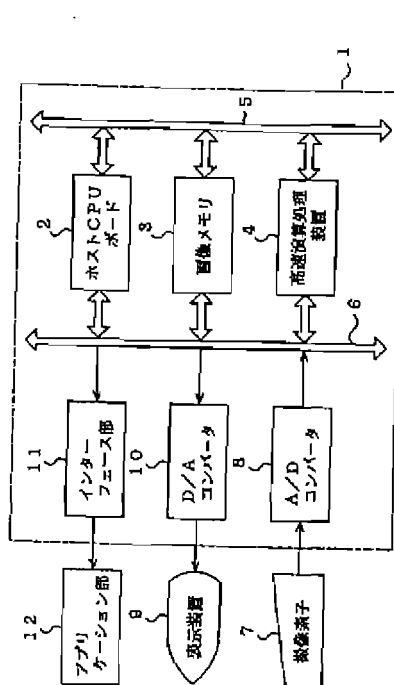 12
アプリ
ケーション部
11
インター
フェース部
2
ホストCPU
ボード
5
1
9
表示装置
10
D/A
コンバータ
3
画像メモリ
7
撮像素子
8
A/D
コンバータ
4
高速演算処理
装置
6